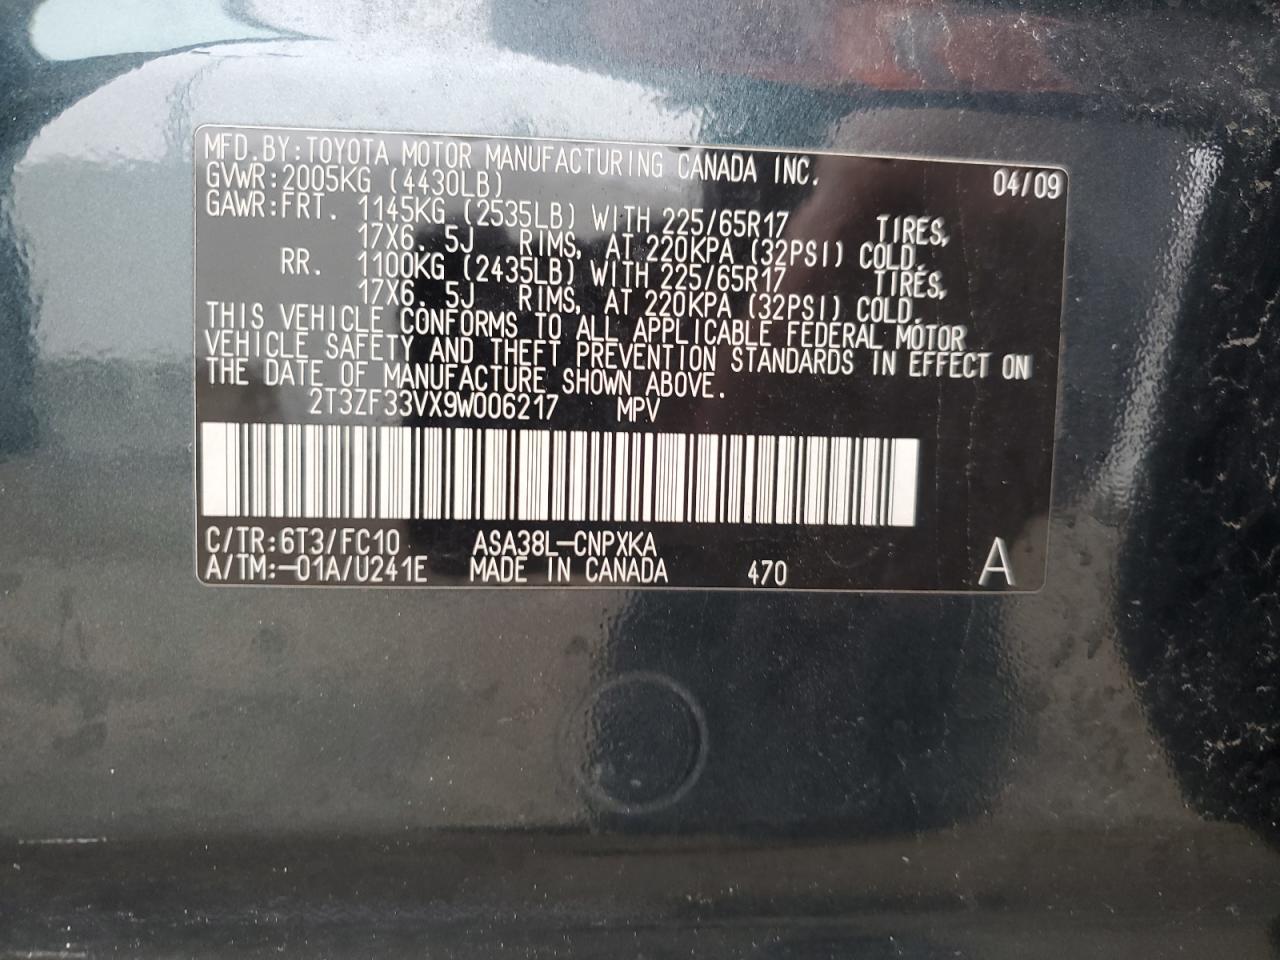 MFD.BY:TOYOTA MOTOR MANUFACTURING CANADA INC. 04/09
GVWR:2005KG (4430LB)
GAWR:FRT. 1145KG (2535LB) WITH 225/65R17 TIRES,
17X6.5J RIMS, AT 220KPA (32PSI) COLD.
RR. 1100KG (2435LB) WITH 225/65R17 TIRES,
17X6.5J RIMS, AT 220KPA (32PSI) COLD.
THIS VEHICLE CONFORMS TO ALL APPLICABLE FEDERAL MOTOR
VEHICLE SAFETY AND THEFT PREVENTION STANDARDS IN EFFECT ON
THE DATE OF MANUFACTURE SHOWN ABOVE.
2T3ZF33VX9W006217 MPV
C/TR:6T3/FC10 ASA38L-CNPXKA
A/TM:-01A/U241E MADE IN CANADA 470 A